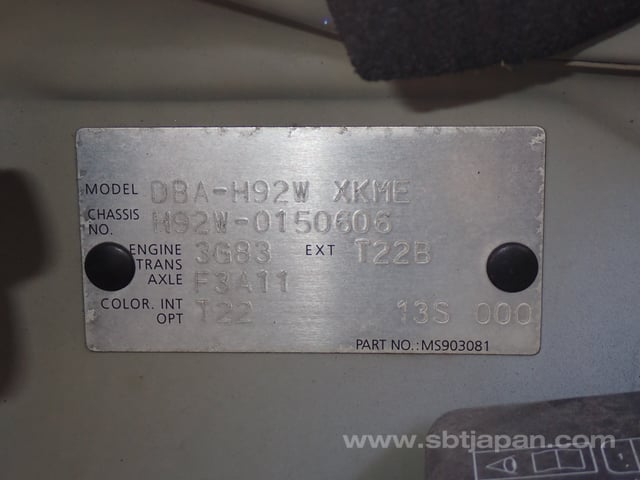 MODEL DBA-H92W XKME
CHASSIS NO. H92W-0150606
ENGINE 3G83 EXT T22B
TRANS AXLE F3A11
COLOR. INT T22
OPT 13S 000
PART NO.: MS903081
www.sbtjapan.com